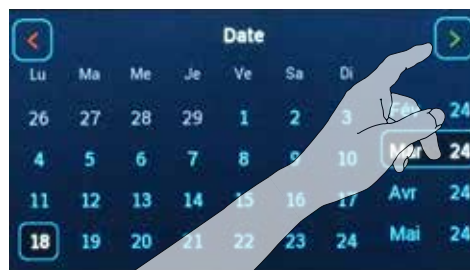 < Date >
Lu Ma Me Je Ve Sa Di
26 27 28 29 1 2 3 Fév 24
4 5 6 7 8 9 10 Mar 24
11 12 13 14 15 16 17 Avr 24
18 19 20 21 22 23 24 Mai 24